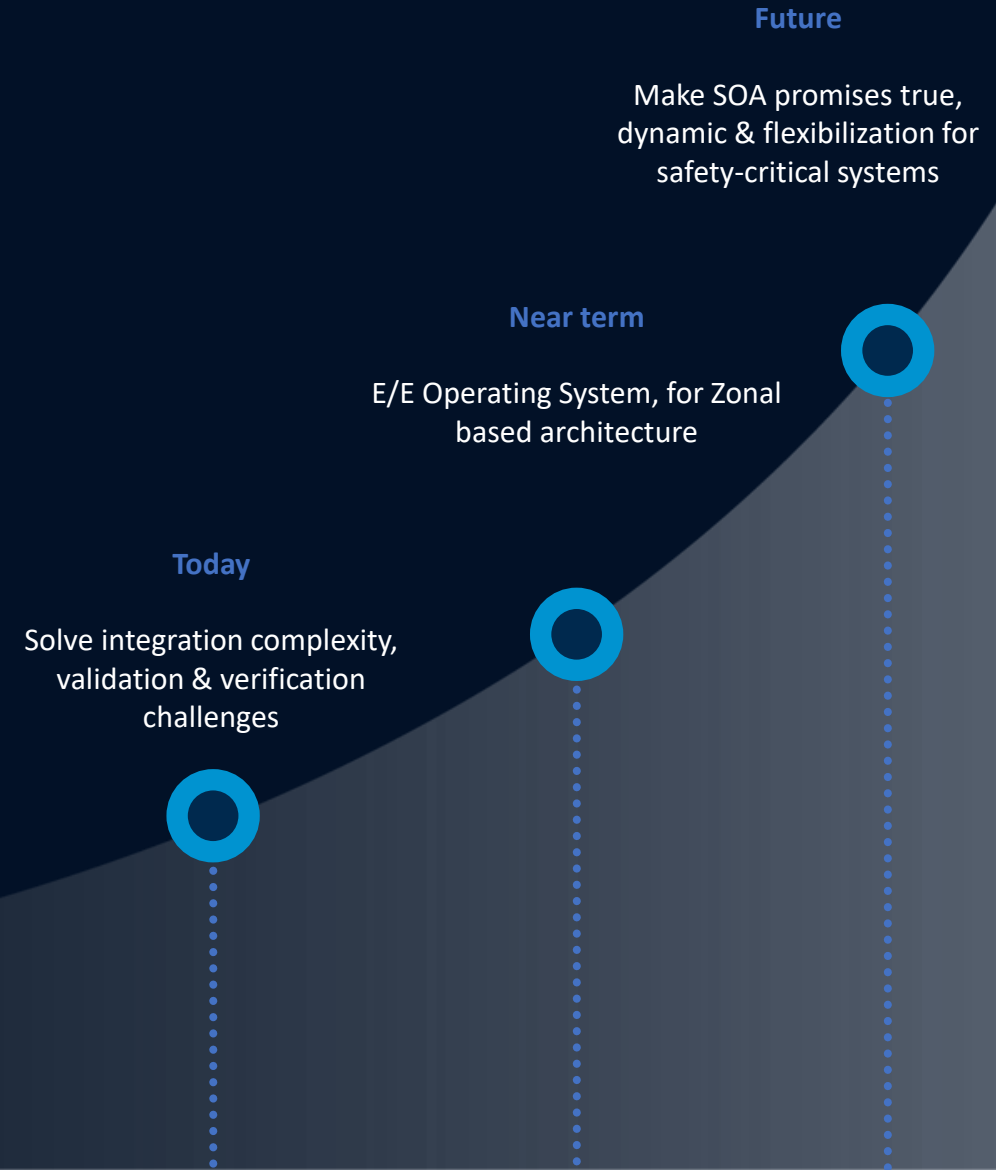 Future
Make SOA promises true,
dynamic & flexibilization for
safety-critical systems
Near term
E/E Operating System, for Zonal
based architecture
Today
Solve integration complexity,
validation & verification
challenges